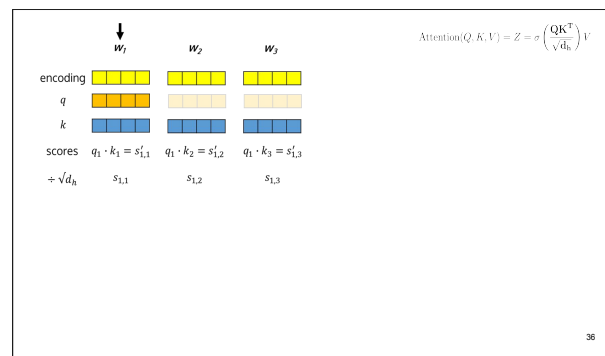 Attention(Q, K, V) = Z = σ(QKᵀ/√dₕ)V
w₁ w₂ w₃
encoding
q
k
scores q₁ · k₁ = s′₁,₁ q₁ · k₂ = s′₁,₂ q₁ · k₃ = s′₁,₃
÷ √dₕ s₁,₁ s₁,₂ s₁,₃
36